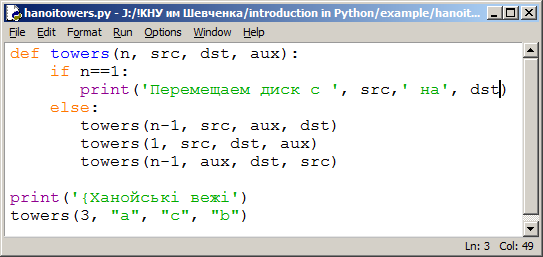 hanoitowers.py - J:/!КНУ им Шевченка/introduction in Python/example/hanoit...
File Edit Format Run Options Window Help
def towers(n, src, dst, aux):
    if n==1:
       print('Перемещаем диск с ', src,' на', dst)
    else:
       towers(n-1, src, aux, dst)
       towers(1, src, dst, aux)
       towers(n-1, aux, dst, src)
print('{Ханойські вежі')
towers(3, "a", "c", "b")
Ln: 3 Col: 49